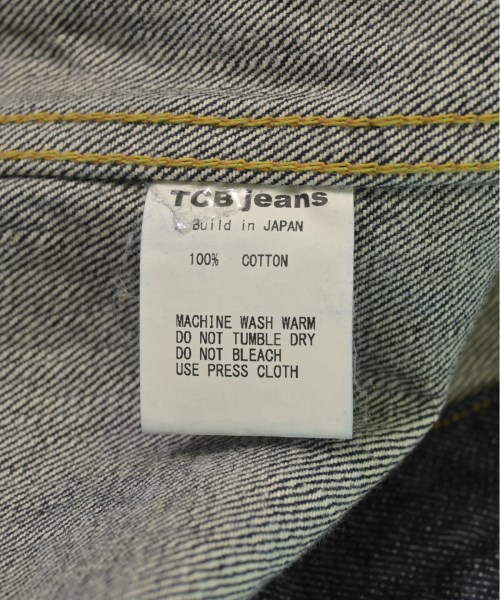 TCB jeans
Build in JAPAN
100% COTTON
MACHINE WASH WARM
DO NOT TUMBLE DRY
DO NOT BLEACH
USE PRESS CLOTH